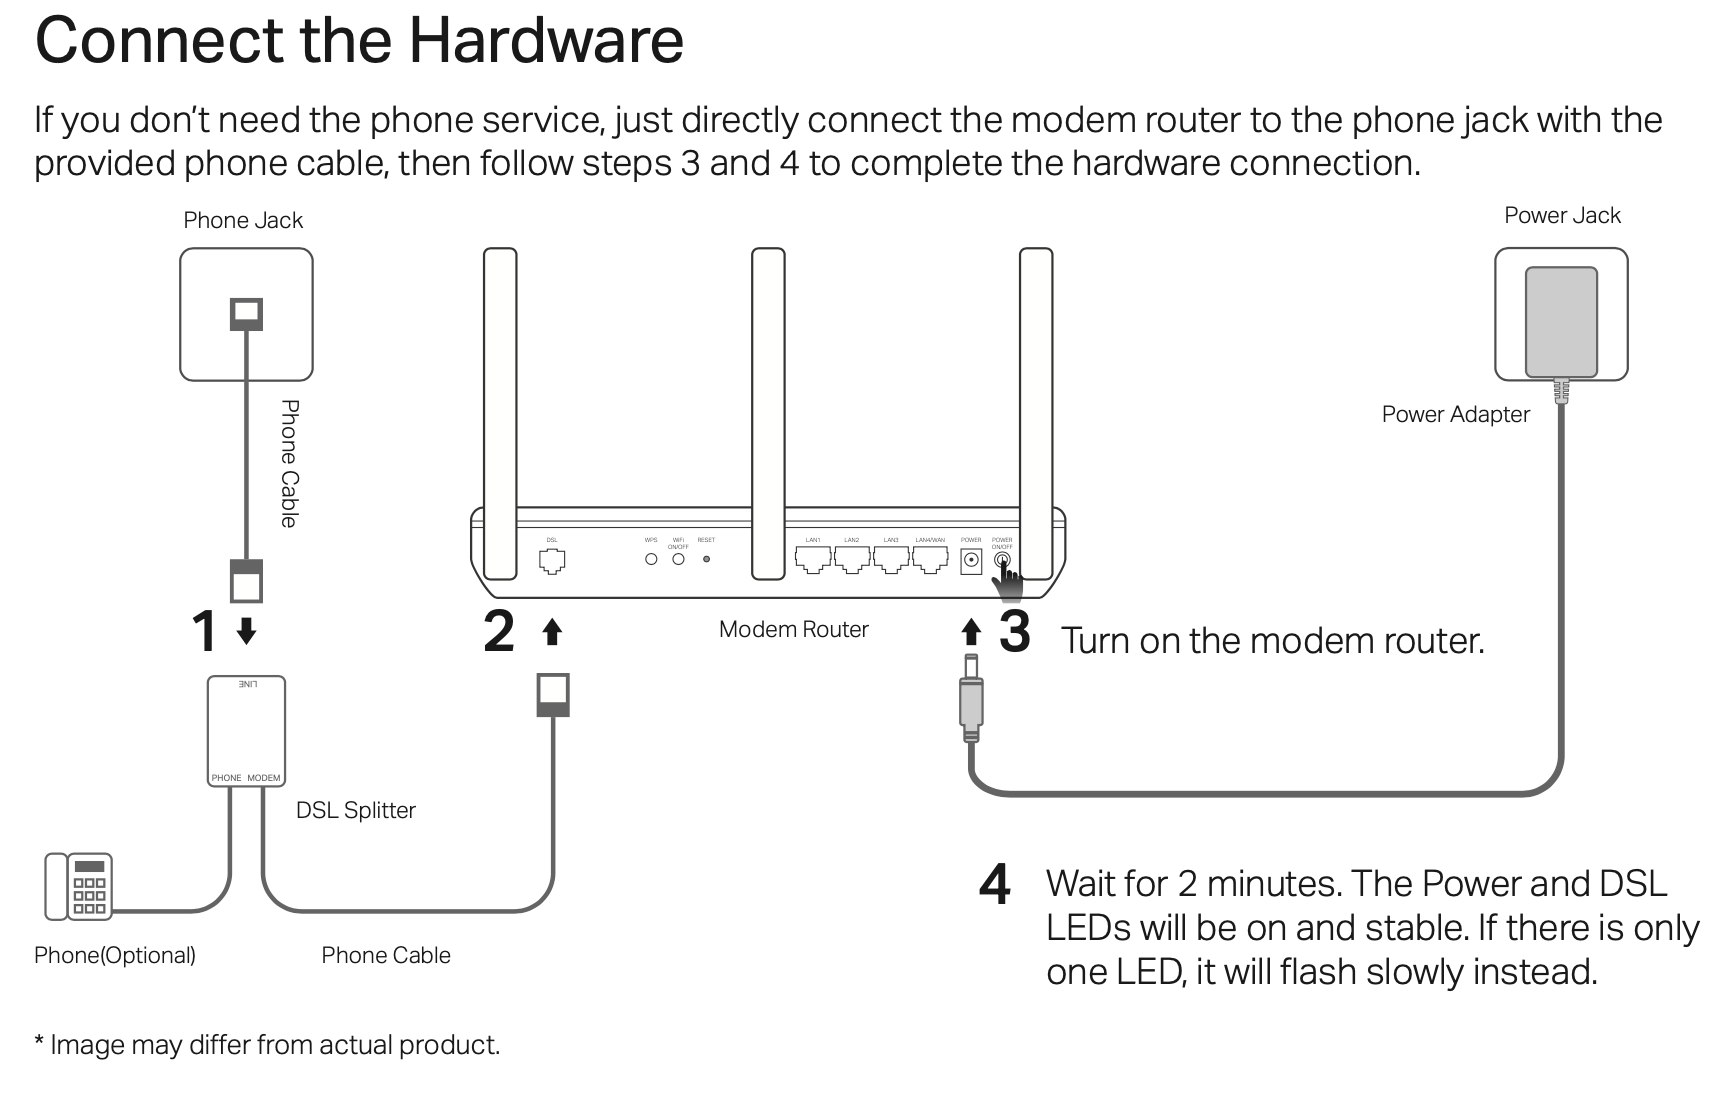 Connect the Hardware
If you don’t need the phone service, just directly connect the modem router to the phone jack with the
provided phone cable, then follow steps 3 and 4 to complete the hardware connection.
Phone Jack
Power Jack
Phone Cable
Power Adapter
DSL
WPS
WiFi
ON/OFF
RESET
LAN1
LAN2
LAN3
LAN4/WAN
POWER
POWER
ON/OFF
1
2
Modem Router
3 Turn on the modem router.
LINE
PHONE MODEM
DSL Splitter
Phone(Optional)
Phone Cable
4 Wait for 2 minutes. The Power and DSL
LEDs will be on and stable. If there is only
one LED, it will flash slowly instead.
* Image may differ from actual product.